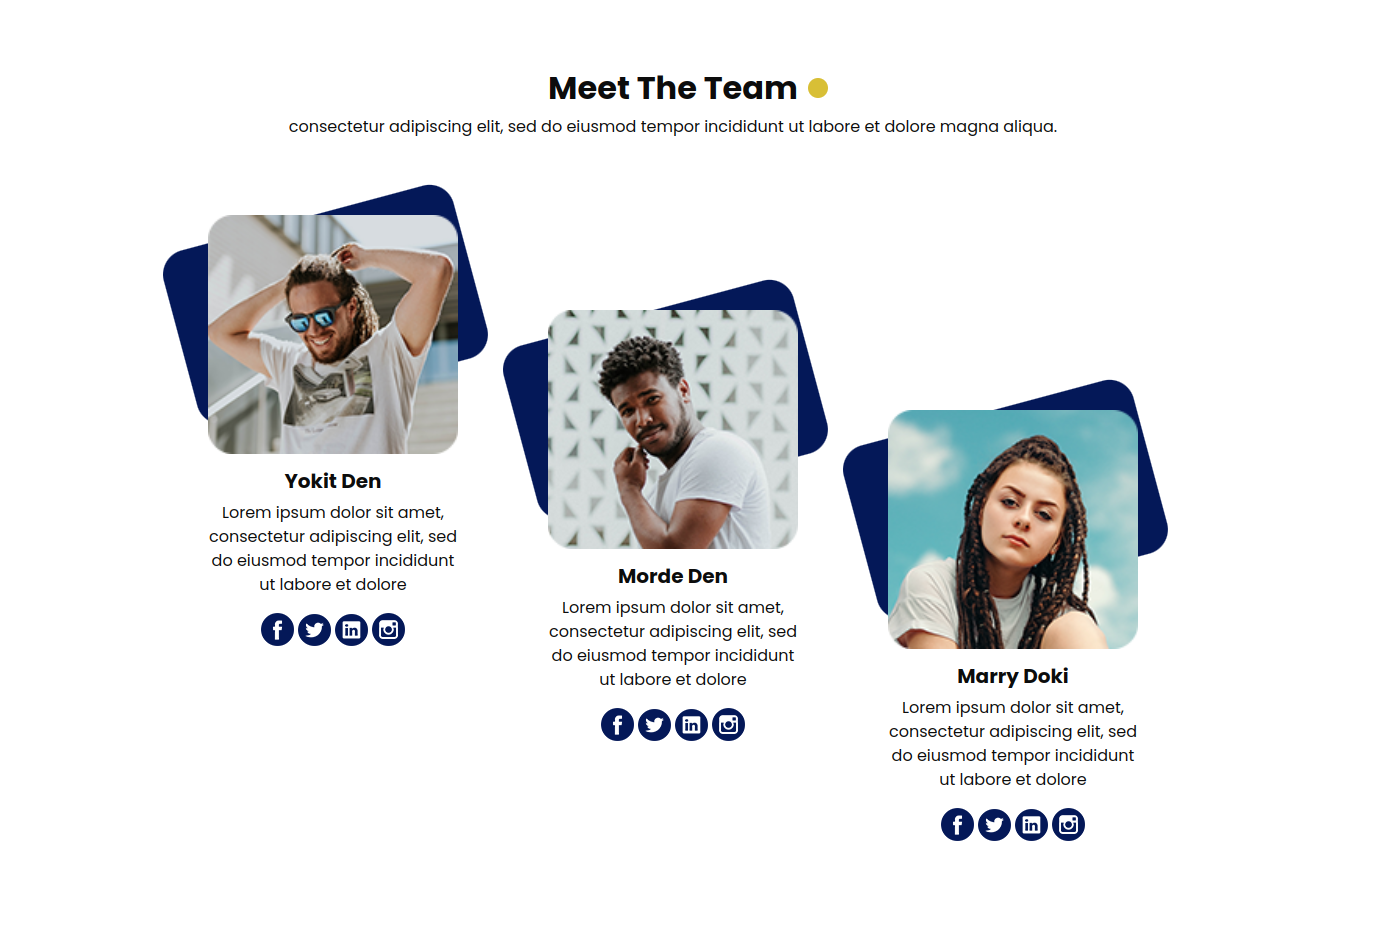 Meet The Team
consectetur adipiscing elit, sed do eiusmod tempor incididunt ut labore et dolore magna aliqua.
Yokit Den
Lorem ipsum dolor sit amet,
consectetur adipiscing elit, sed
do eiusmod tempor incididunt
ut labore et dolore
Morde Den
Lorem ipsum dolor sit amet,
consectetur adipiscing elit, sed
do eiusmod tempor incididunt
ut labore et dolore
Marry Doki
Lorem ipsum dolor sit amet,
consectetur adipiscing elit, sed
do eiusmod tempor incididunt
ut labore et dolore